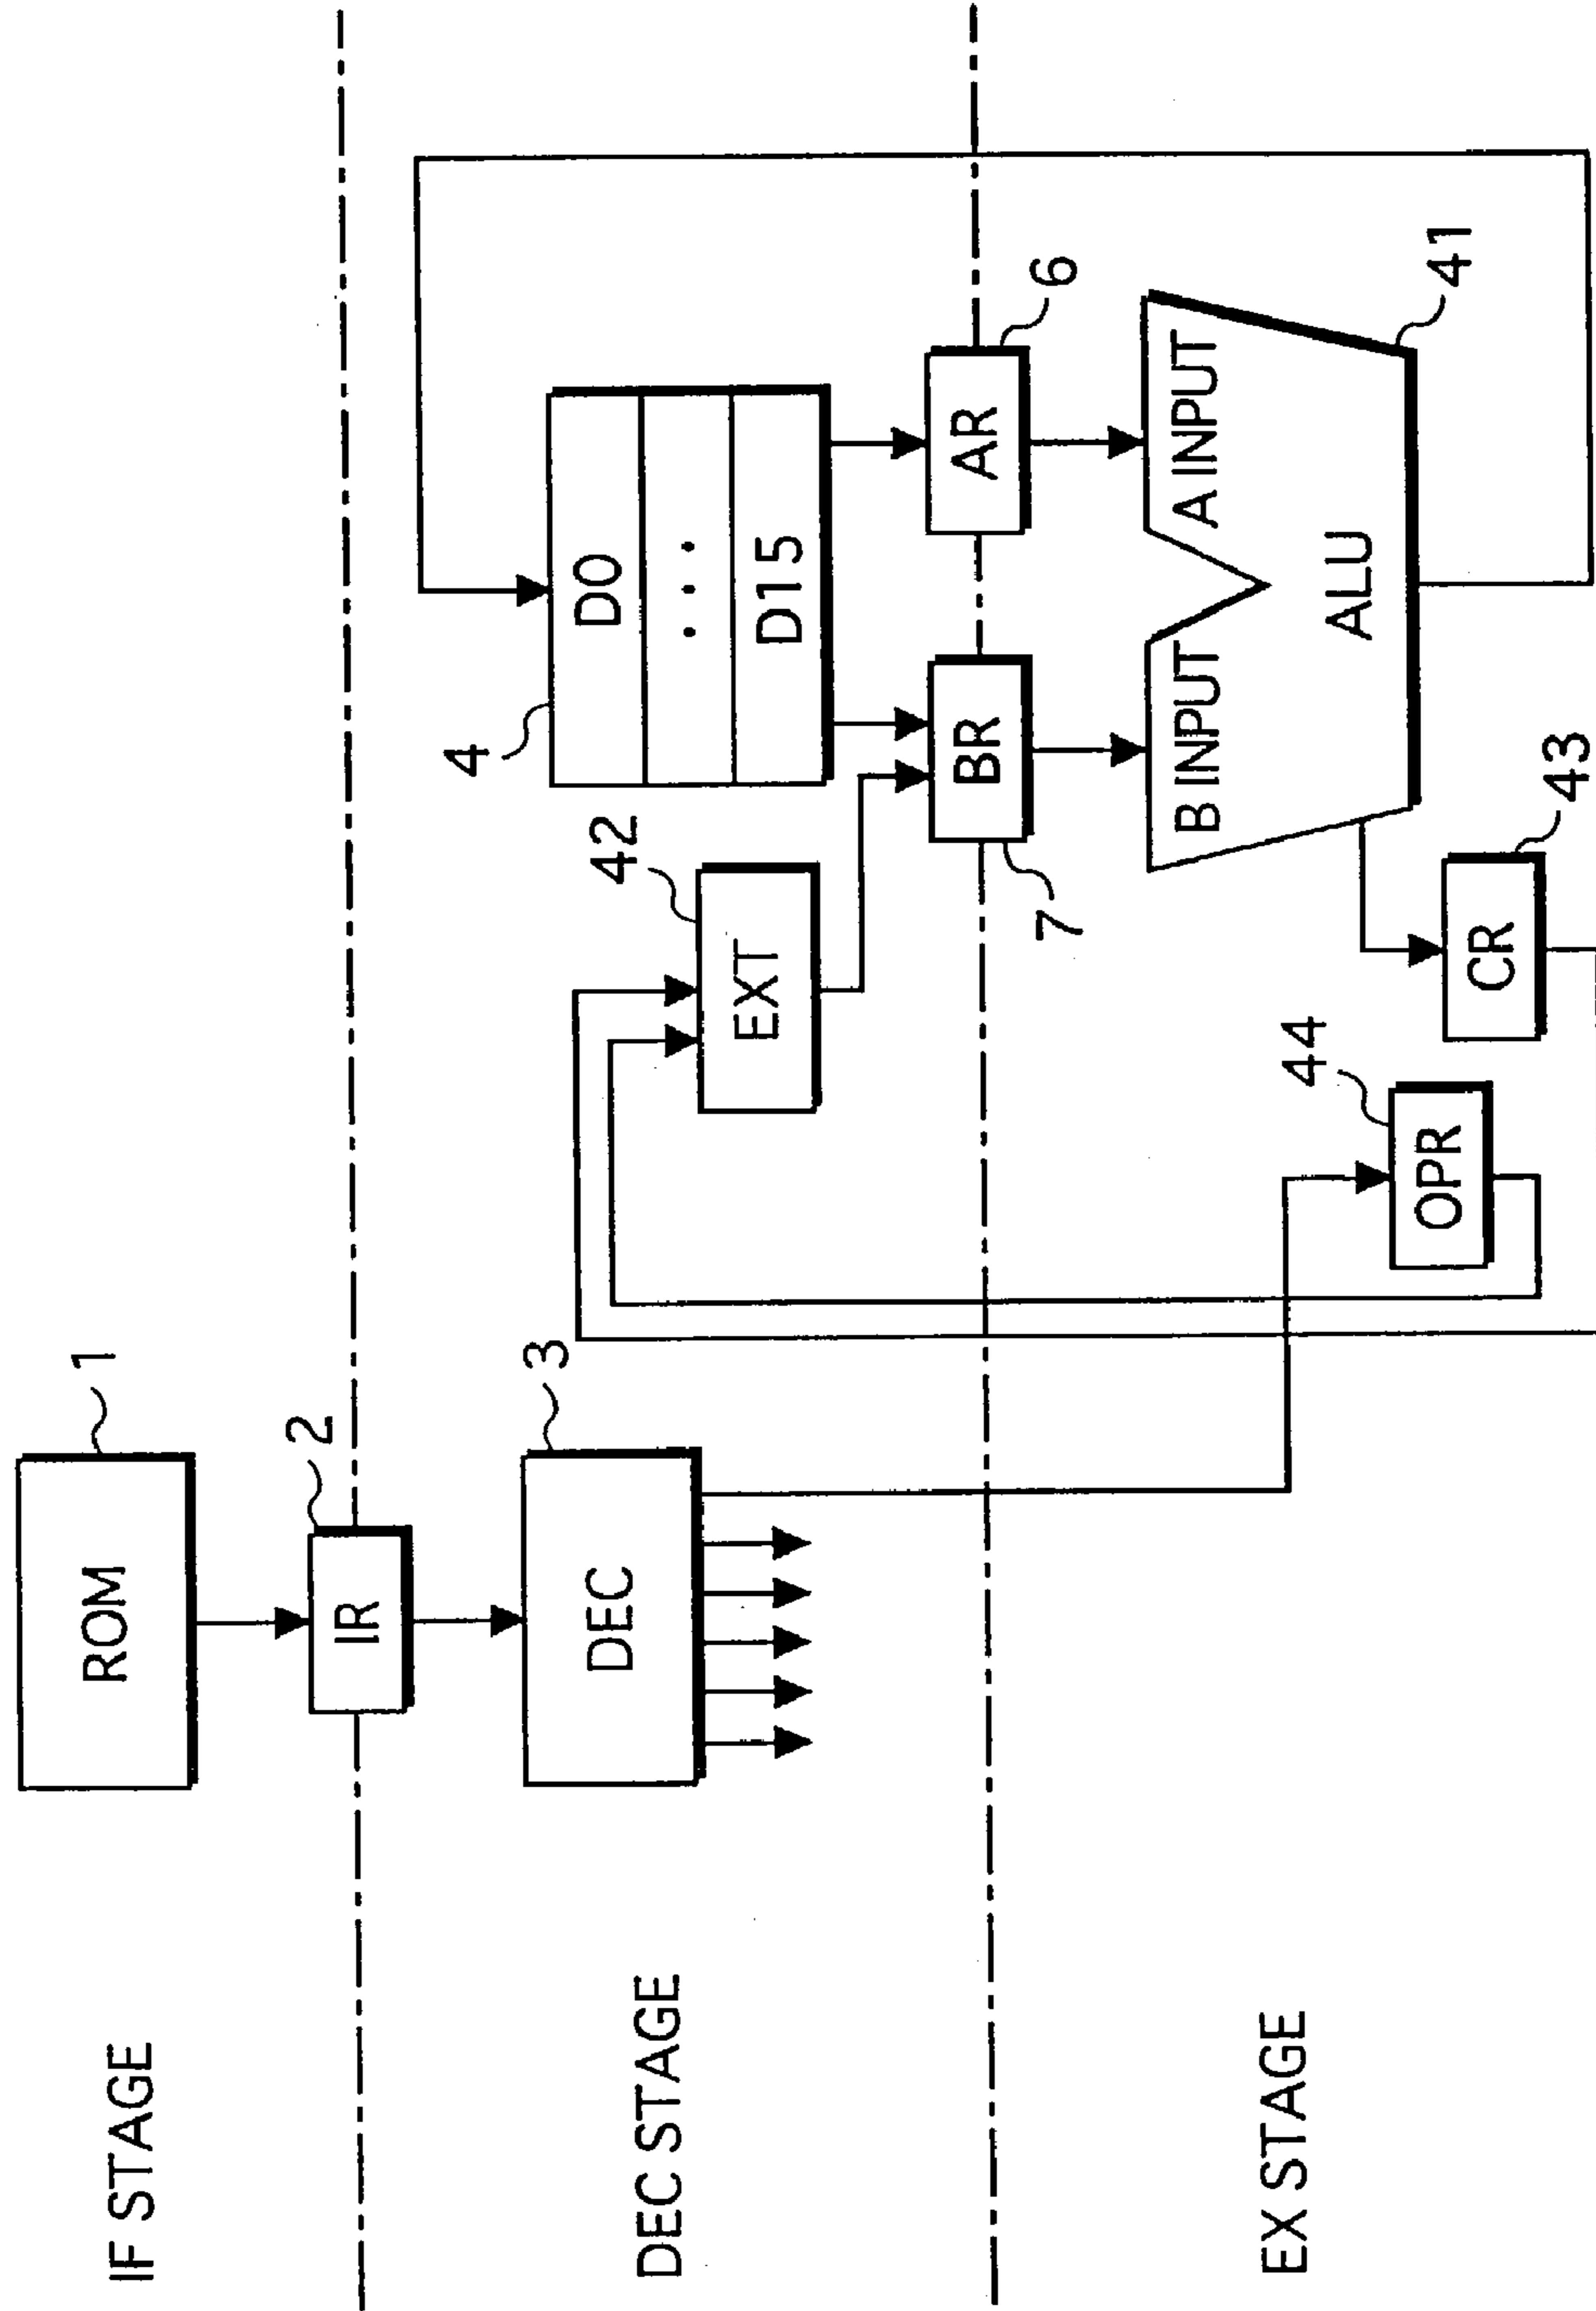 IF STAGE
ROM
1
IR
2
DEC STAGE
DEC
3
EXT
42
4
D0
• • •
D15
BR
7
AR
6
EX STAGE
B INPUT
A INPUT
ALU
41
OPR
44
CR
43